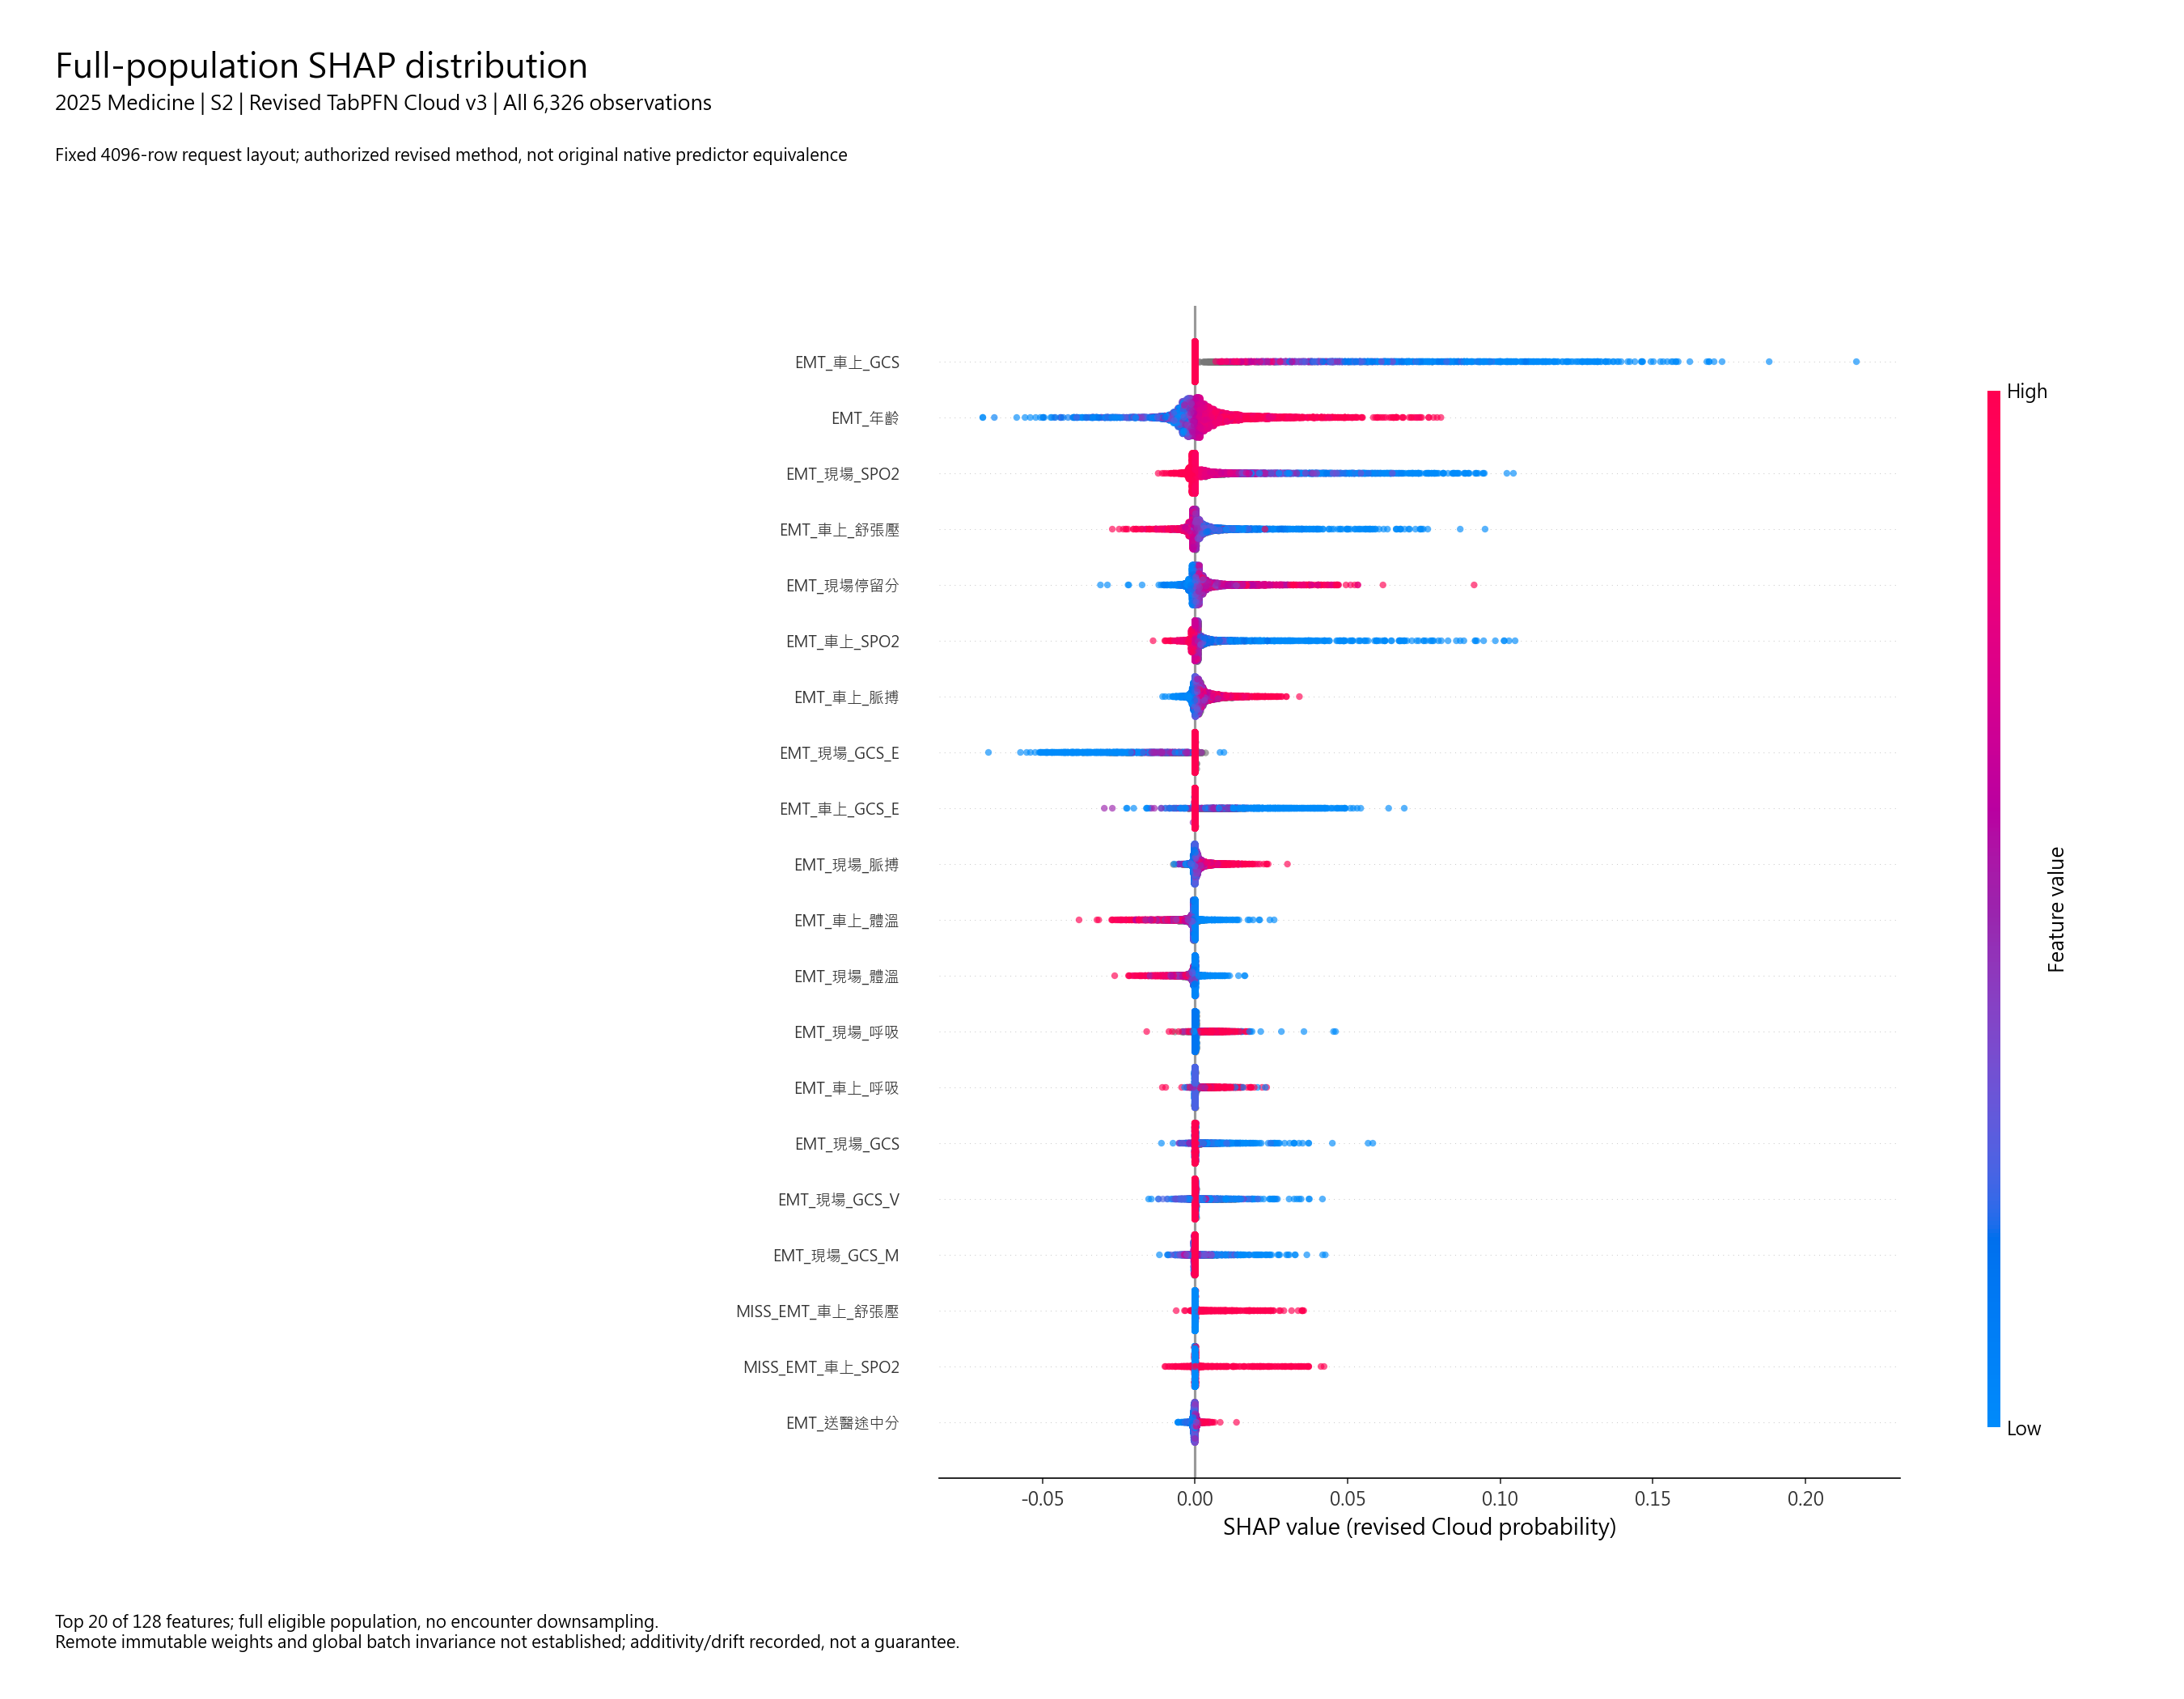 Full-population SHAP distribution
2025 Medicine | S2 | Revised TabPFN Cloud v3 | All 6,326 observations
Fixed 4096-row request layout; authorized revised method, not original native predictor equivalence
EMT_車上_GCS
EMT_年齡
EMT_現場_SPO2
EMT_車上_舒張壓
EMT_現場停留分
EMT_車上_SPO2
EMT_車上_脈搏
EMT_現場_GCS_E
EMT_車上_GCS_E
EMT_現場_脈搏
EMT_車上_體溫
EMT_現場_體溫
EMT_現場_呼吸
EMT_車上_呼吸
EMT_現場_GCS
EMT_現場_GCS_V
EMT_現場_GCS_M
MISS_EMT_車上_舒張壓
MISS_EMT_車上_SPO2
EMT_送醫途中分
-0.05 0.00 0.05 0.10 0.15 0.20
SHAP value (revised Cloud probability)
High
Feature value
Low
Top 20 of 128 features; full eligible population, no encounter downsampling.
Remote immutable weights and global batch invariance not established; additivity/drift recorded, not a guarantee.